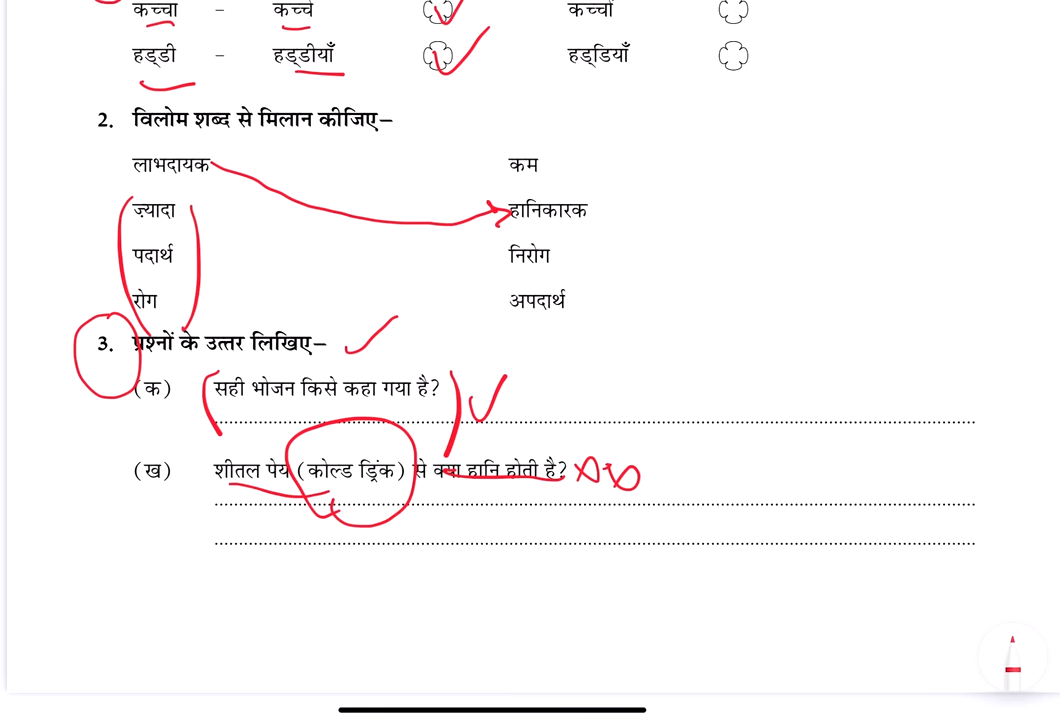 कच्चा – कच्चे कच्चों
हड्डी – हड्डीयाँ हड्डियाँ
2. विलोम शब्द से मिलान कीजिए–
लाभदायक कम
ज़्यादा हानिकारक
पदार्थ निरोग
रोग अपदार्थ
3. प्रश्नों के उत्तर लिखिए–
(क) सही भोजन किसे कहा गया है?
(ख) शीतल पेय (कोल्ड ड्रिंक) से क्या हानि होती है?